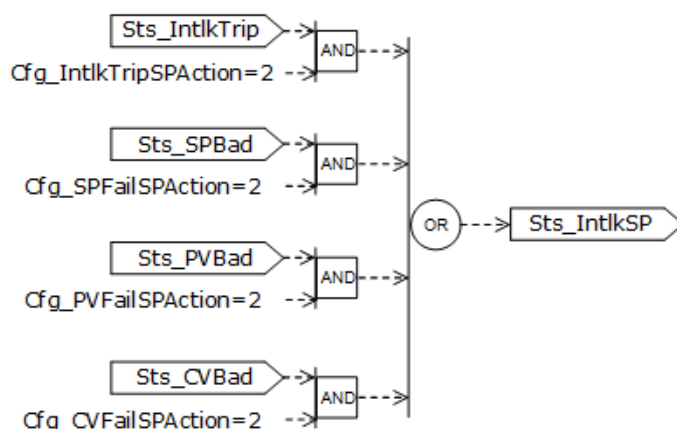 Sts_IntlkTrip
AND
Cfg_IntlkTripSPAction=2
Sts_SPBad
AND
Cfg_SPFailSPAction=2
OR
Sts_IntlkSP
Sts_PVBad
AND
Cfg_PVFailSPAction=2
Sts_CVBad
AND
Cfg_CVFailSPAction=2